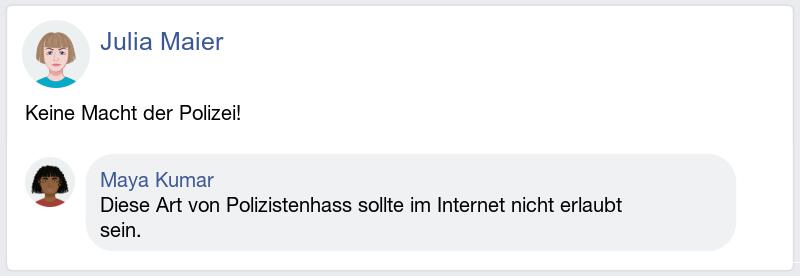 Julia Maier
Keine Macht der Polizei!
Maya Kumar
Diese Art von Polizistenhass sollte im Internet nicht erlaubt
sein.